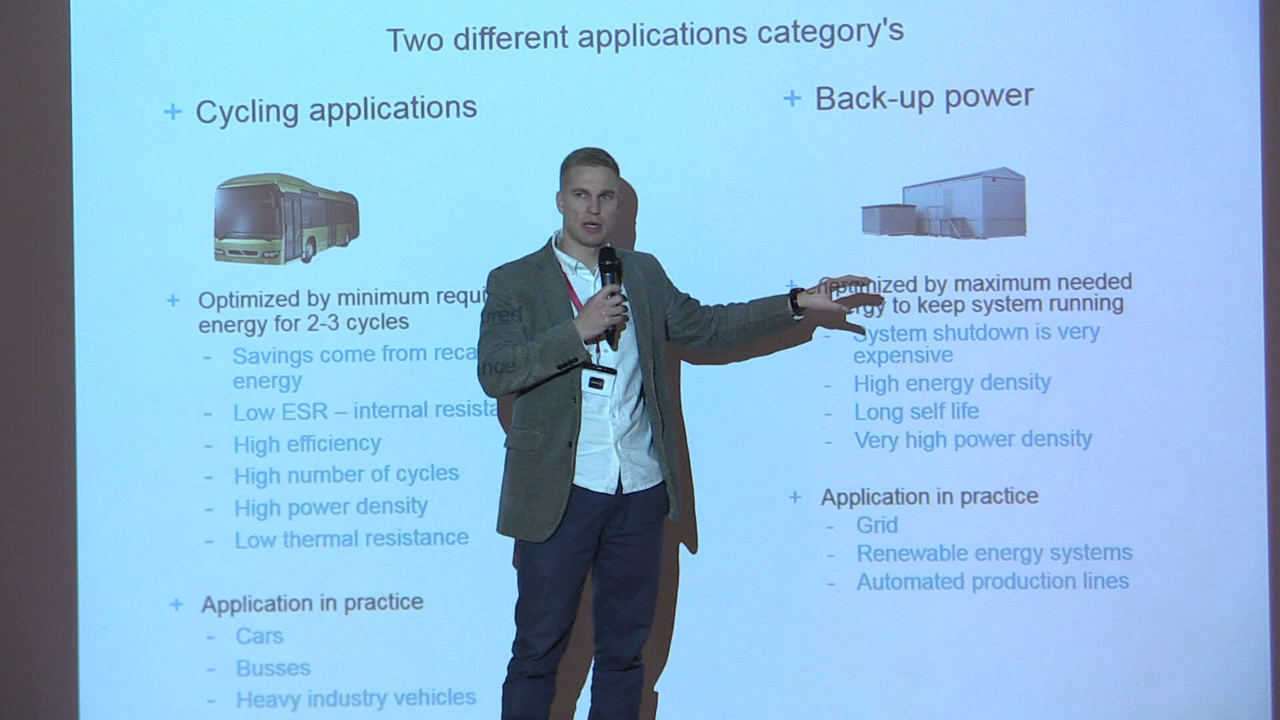 Two different applications category's
+ Cycling applications
+ Optimized by minimum required
energy for 2-3 cycles
- Savings come from reca
energy
- Low ESR – internal resistance
- High efficiency
- High number of cycles
- High power density
- Low thermal resistance
+ Application in practice
- Cars
- Busses
- Heavy industry vehicles
+ Back-up power
+ Optimized by maximum needed
energy to keep system running
- System shutdown is very
expensive
- High energy density
- Long self life
- Very high power density
+ Application in practice
- Grid
- Renewable energy systems
- Automated production lines